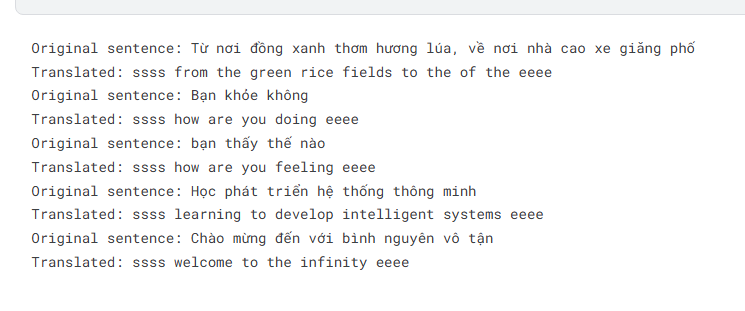 Original sentence: Từ nơi đồng xanh thơm hương lúa, về nơi nhà cao xe giăng phố
Translated: ssss from the green rice fields to the of the eeee
Original sentence: Bạn khóe không
Translated: ssss how are you doing eeee
Original sentence: bạn thấy thế nào
Translated: ssss how are you feeling eeee
Original sentence: Học phát triển hệ thống thông minh
Translated: ssss learning to develop intelligent systems eeee
Original sentence: Chào mừng đến với bình nguyên vô tận
Translated: ssss welcome to the infinity eeee